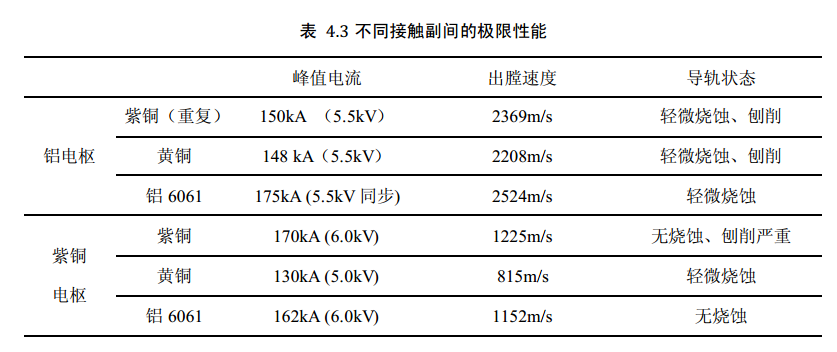 表 4.3 不同接触副间的极限性能
峰值电流 出膛速度 导轨状态
铝电枢 紫铜（重复） 150kA （5.5kV） 2369m/s 轻微烧蚀、刨削
黄铜 148 kA（5.5kV） 2208m/s 轻微烧蚀、刨削
铝 6061 175kA (5.5kV 同步) 2524m/s 轻微烧蚀
紫铜电枢 紫铜 170kA (6.0kV) 1225m/s 无烧蚀、刨削严重
黄铜 130kA (5.0kV) 815m/s 轻微烧蚀
铝 6061 162kA (6.0kV) 1152m/s 无烧蚀